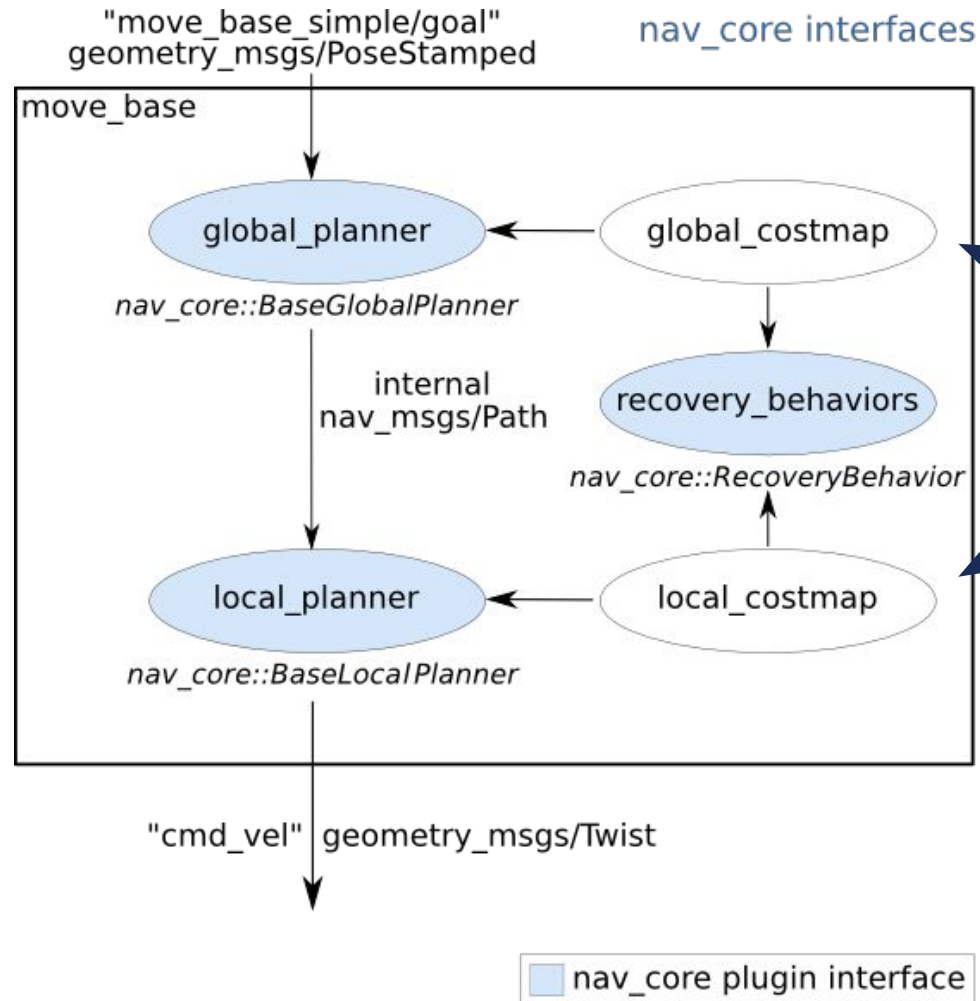 "move_base_simple/goal"
geometry_msgs/PoseStamped
nav_core interfaces
move_base
global_planner
global_costmap
nav_core::BaseGlobalPlanner
internal
nav_msgs/Path
recovery_behaviors
nav_core::RecoveryBehavior
local_planner
local_costmap
nav_core::BaseLocalPlanner
"cmd_vel" geometry_msgs/Twist
nav_core plugin interface